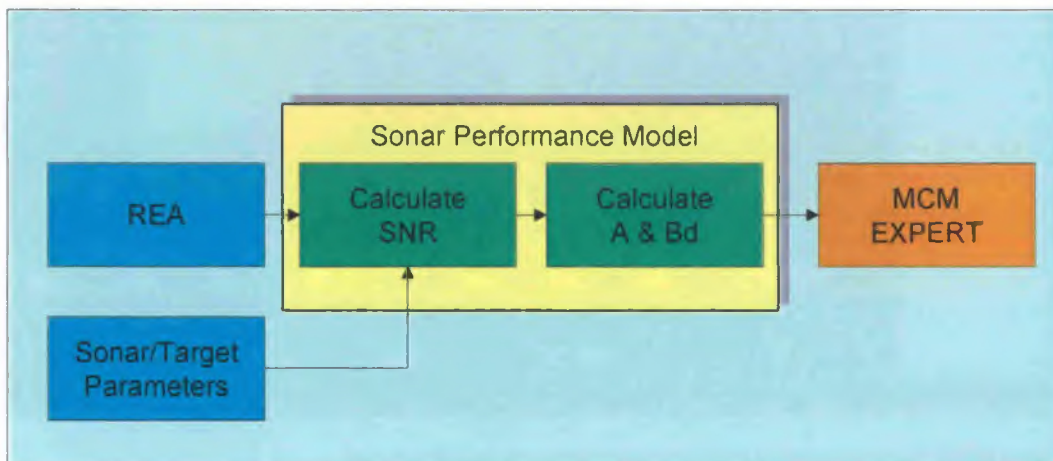 Sonar Performance Model
REA
Calculate
SNR
Calculate
A & Bd
MCM
EXPERT
Sonar/Target
Parameters